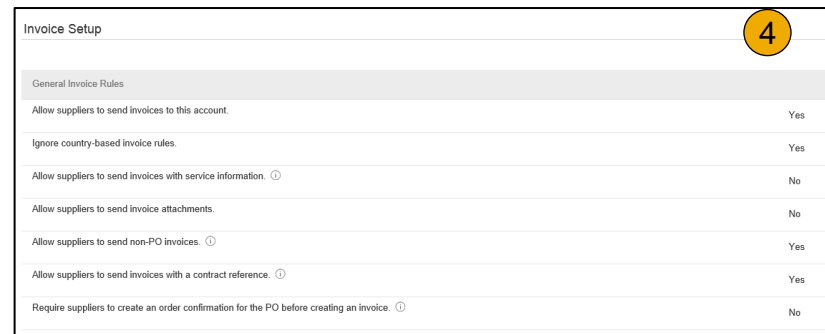 Invoice Setup
4
General Invoice Rules
Allow suppliers to send invoices to this account. Yes
Ignore country-based invoice rules. Yes
Allow suppliers to send invoices with service information. No
Allow suppliers to send invoice attachments. No
Allow suppliers to send non-PO invoices. Yes
Allow suppliers to send invoices with a contract reference. Yes
Require suppliers to create an order confirmation for the PO before creating an invoice. No